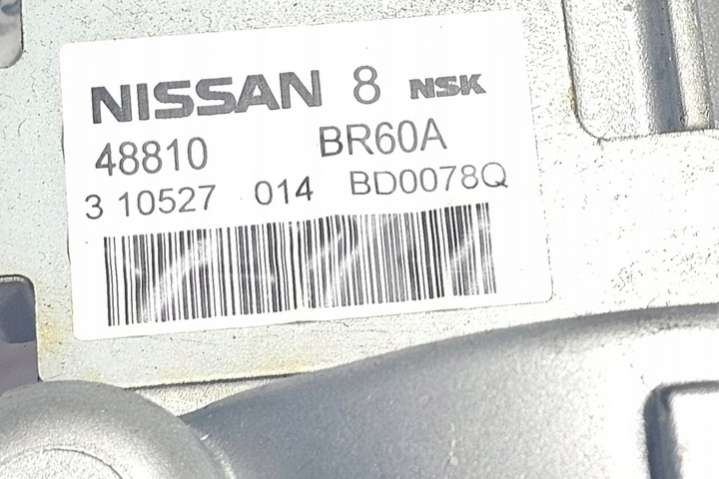 NISSAN 8 NSK
48810 BR60A
3 10527 014 BD0078Q